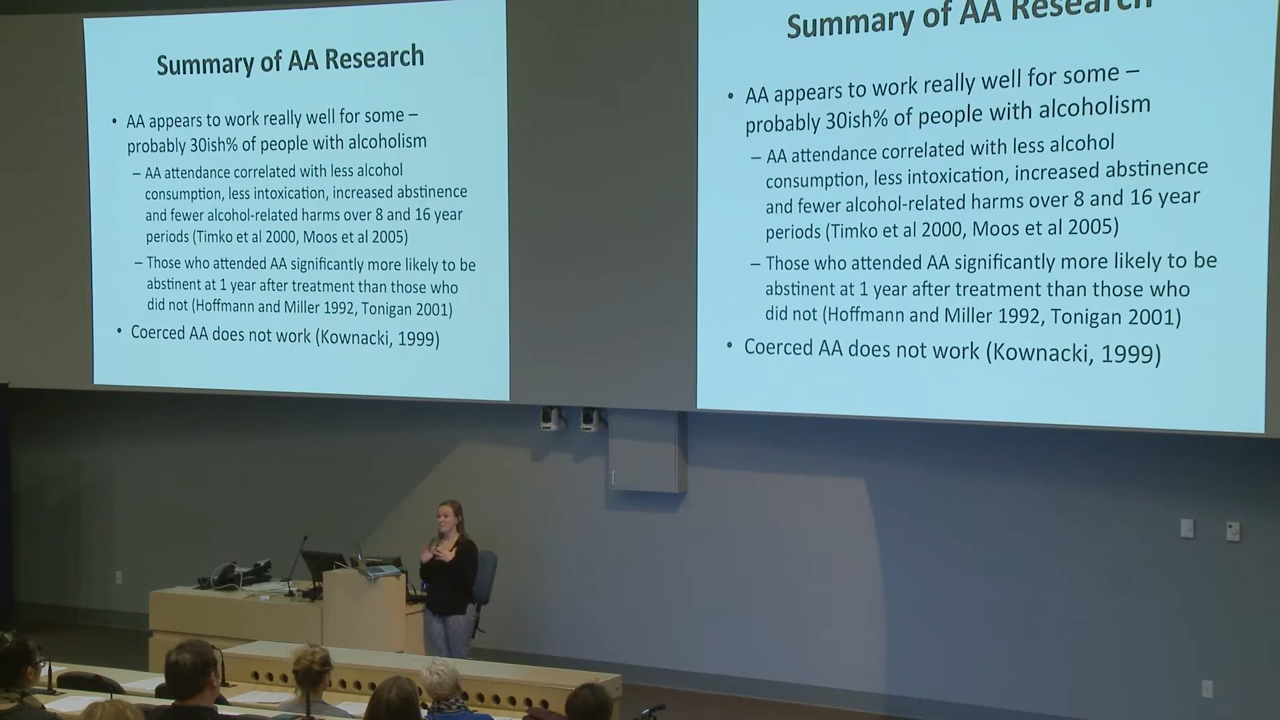 Summary of AA Research
• AA appears to work really well for some –
probably 30ish% of people with alcoholism
– AA attendance correlated with less alcohol
consumption, less intoxication, increased abstinence
and fewer alcohol-related harms over 8 and 16 year
periods (Timko et al 2000, Moos et al 2005)
– Those who attended AA significantly more likely to be
abstinent at 1 year after treatment than those who
did not (Hoffmann and Miller 1992, Tonigan 2001)
• Coerced AA does not work (Kownacki, 1999)
Summary of AA Research
• AA appears to work really well for some –
probably 30ish% of people with alcoholism
– AA attendance correlated with less alcohol
consumption, less intoxication, increased abstinence
and fewer alcohol-related harms over 8 and 16 year
periods (Timko et al 2000, Moos et al 2005)
– Those who attended AA significantly more likely to be
abstinent at 1 year after treatment than those who
did not (Hoffmann and Miller 1992, Tonigan 2001)
• Coerced AA does not work (Kownacki, 1999)